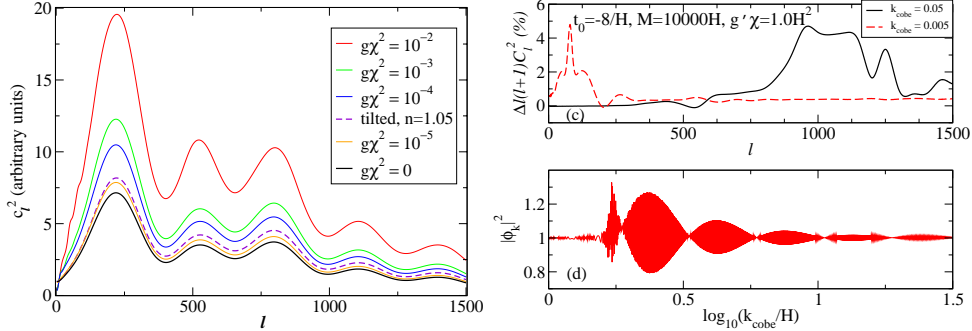 c_l^2 (arbitrary units)
20
15
10
5
0
gχ^2 = 10^-2
gχ^2 = 10^-3
gχ^2 = 10^-4
tilted, n=1.05
gχ^2 = 10^-5
gχ^2 = 0
0 500 1000 1500
l
Δl(l+1)C_l^2 (%)
t_0=-8/H, M=10000H, g′χ=1.0H^2
k_cobe = 0.05
k_cobe = 0.005
4
2
0
(c)
0 500 1000 1500
l
|ϕ_k|^2
1.4
1.2
1
0.8
(d)
0 0.5 1 1.5
log_10(k_cobe/H)